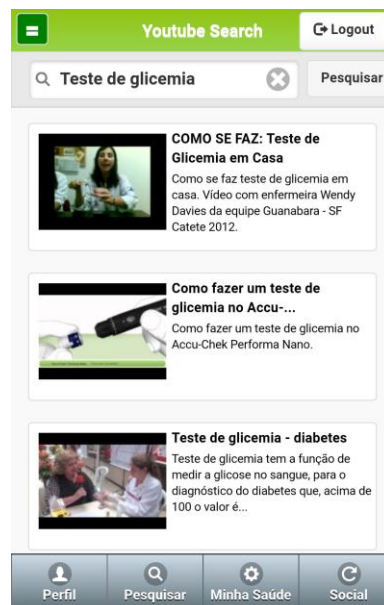 Youtube Search
Logout
Teste de glicemia
Pesquisar
COMO SE FAZ: Teste de
Glicemia em Casa
Como se faz teste de glicemia em
casa. Vídeo com enfermeira Wendy
Davies da equipe Guanabara - SF
Catete 2012.
Como fazer um teste de
glicemia no Accu-...
Como fazer um teste de glicemia no
Accu-Chek Performa Nano.
Teste de glicemia - diabetes
Teste de glicemia tem a função de
medir a glicose no sangue, para o
diagnóstico do diabetes que, acima de
100 o valor é...
Perfil
Pesquisar
Minha Saúde
Social